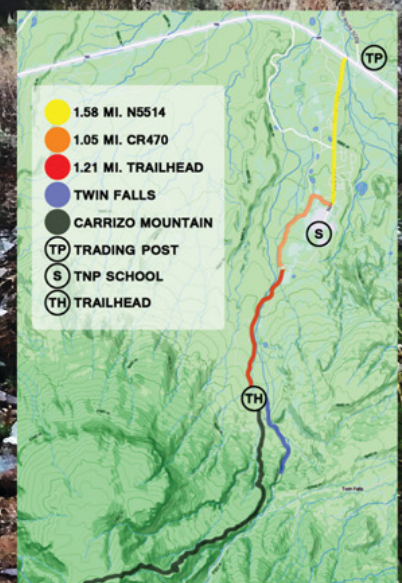 TP
1.58 MI. N5514
1.05 MI. CR470
1.21 MI. TRAILHEAD
TWIN FALLS
CARRIZO MOUNTAIN
TP TRADING POST
S TNP SCHOOL
TH TRAILHEAD
S
TH
Twin Falls